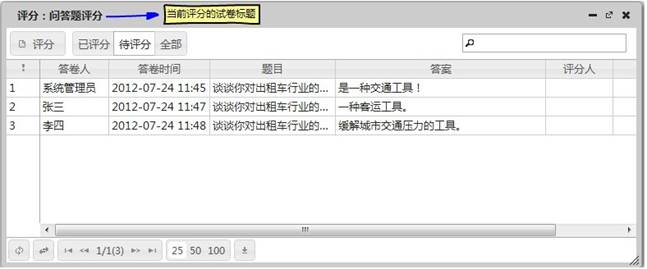 评分：问答题评分 当前评分的试卷标题
评分 已评分 待评分 全部
答卷人 答卷时间 题目 答案 评分人
1 系统管理员 2012-07-24 11:45 谈谈你对出租车行业的... 是一种交通工具！
2 张三 2012-07-24 11:47 谈谈你对出租车行业的... 一种客运工具。
3 李四 2012-07-24 11:48 谈谈你对出租车行业的... 缓解城市交通压力的工具。
1/1(3) 25 50 100